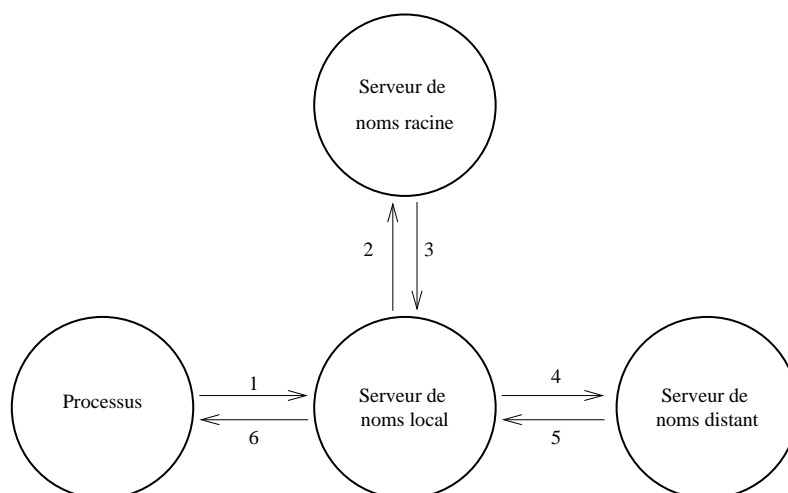 Serveur de
noms racine
2
3
Processus
1
6
Serveur de
noms local
4
5
Serveur de
noms distant